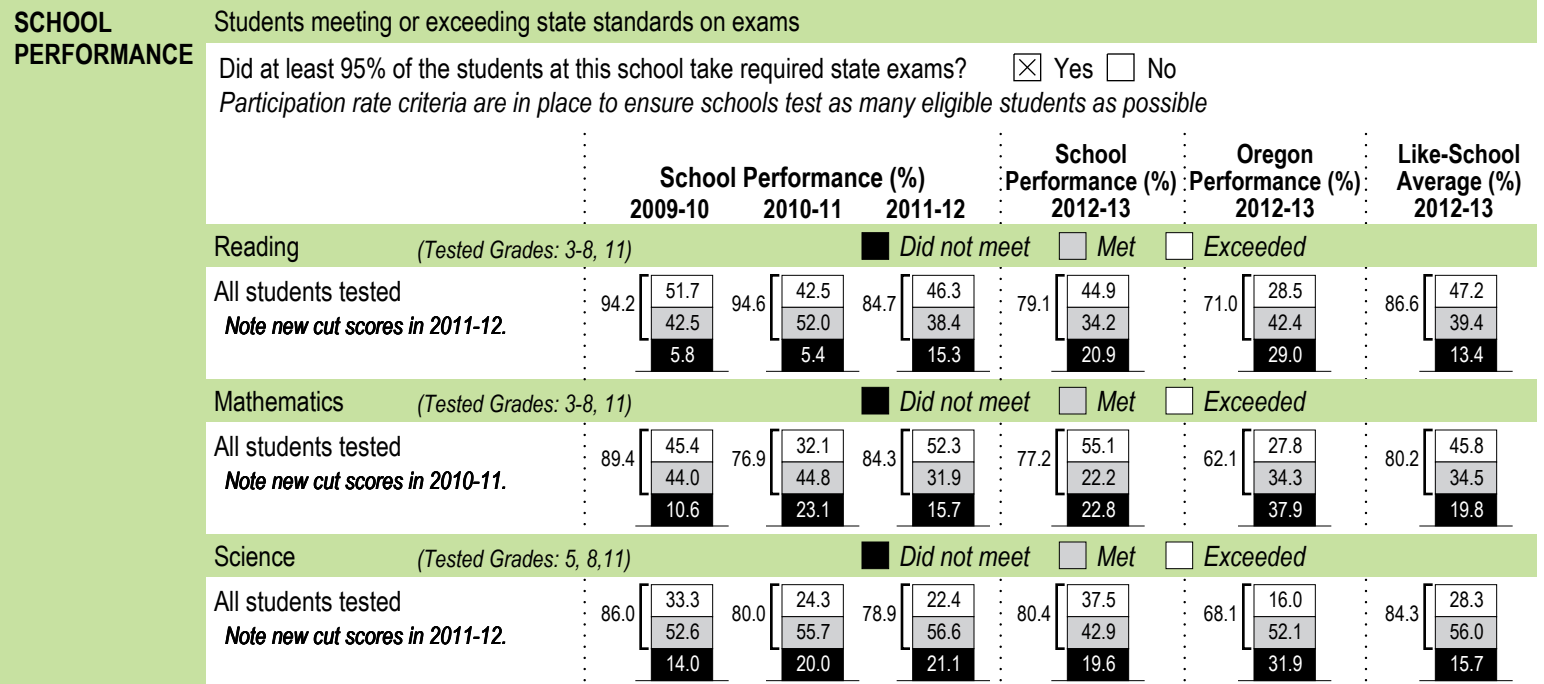 SCHOOL PERFORMANCE
Students meeting or exceeding state standards on exams
Did at least 95% of the students at this school take required state exams? Yes No
Participation rate criteria are in place to ensure schools test as many eligible students as possible
School Performance (%)
2009-10 2010-11 2011-12
School Performance (%) 2012-13
Oregon Performance (%) 2012-13
Like-School Average (%) 2012-13
Reading (Tested Grades: 3-8, 11) Did not meet Met Exceeded
All students tested
Note new cut scores in 2011-12.
94.2 51.7 42.5 5.8
94.6 42.5 52.0 5.4
84.7 46.3 38.4 15.3
79.1 44.9 34.2 20.9
71.0 28.5 42.4 29.0
86.6 47.2 39.4 13.4
Mathematics (Tested Grades: 3-8, 11) Did not meet Met Exceeded
All students tested
Note new cut scores in 2010-11.
89.4 45.4 44.0 10.6
76.9 32.1 44.8 23.1
84.3 52.3 31.9 15.7
77.2 55.1 22.2 22.8
62.1 27.8 34.3 37.9
80.2 45.8 34.5 19.8
Science (Tested Grades: 5, 8,11) Did not meet Met Exceeded
All students tested
Note new cut scores in 2011-12.
86.0 33.3 52.6 14.0
80.0 24.3 55.7 20.0
78.9 22.4 56.6 21.1
80.4 37.5 42.9 19.6
68.1 16.0 52.1 31.9
84.3 28.3 56.0 15.7